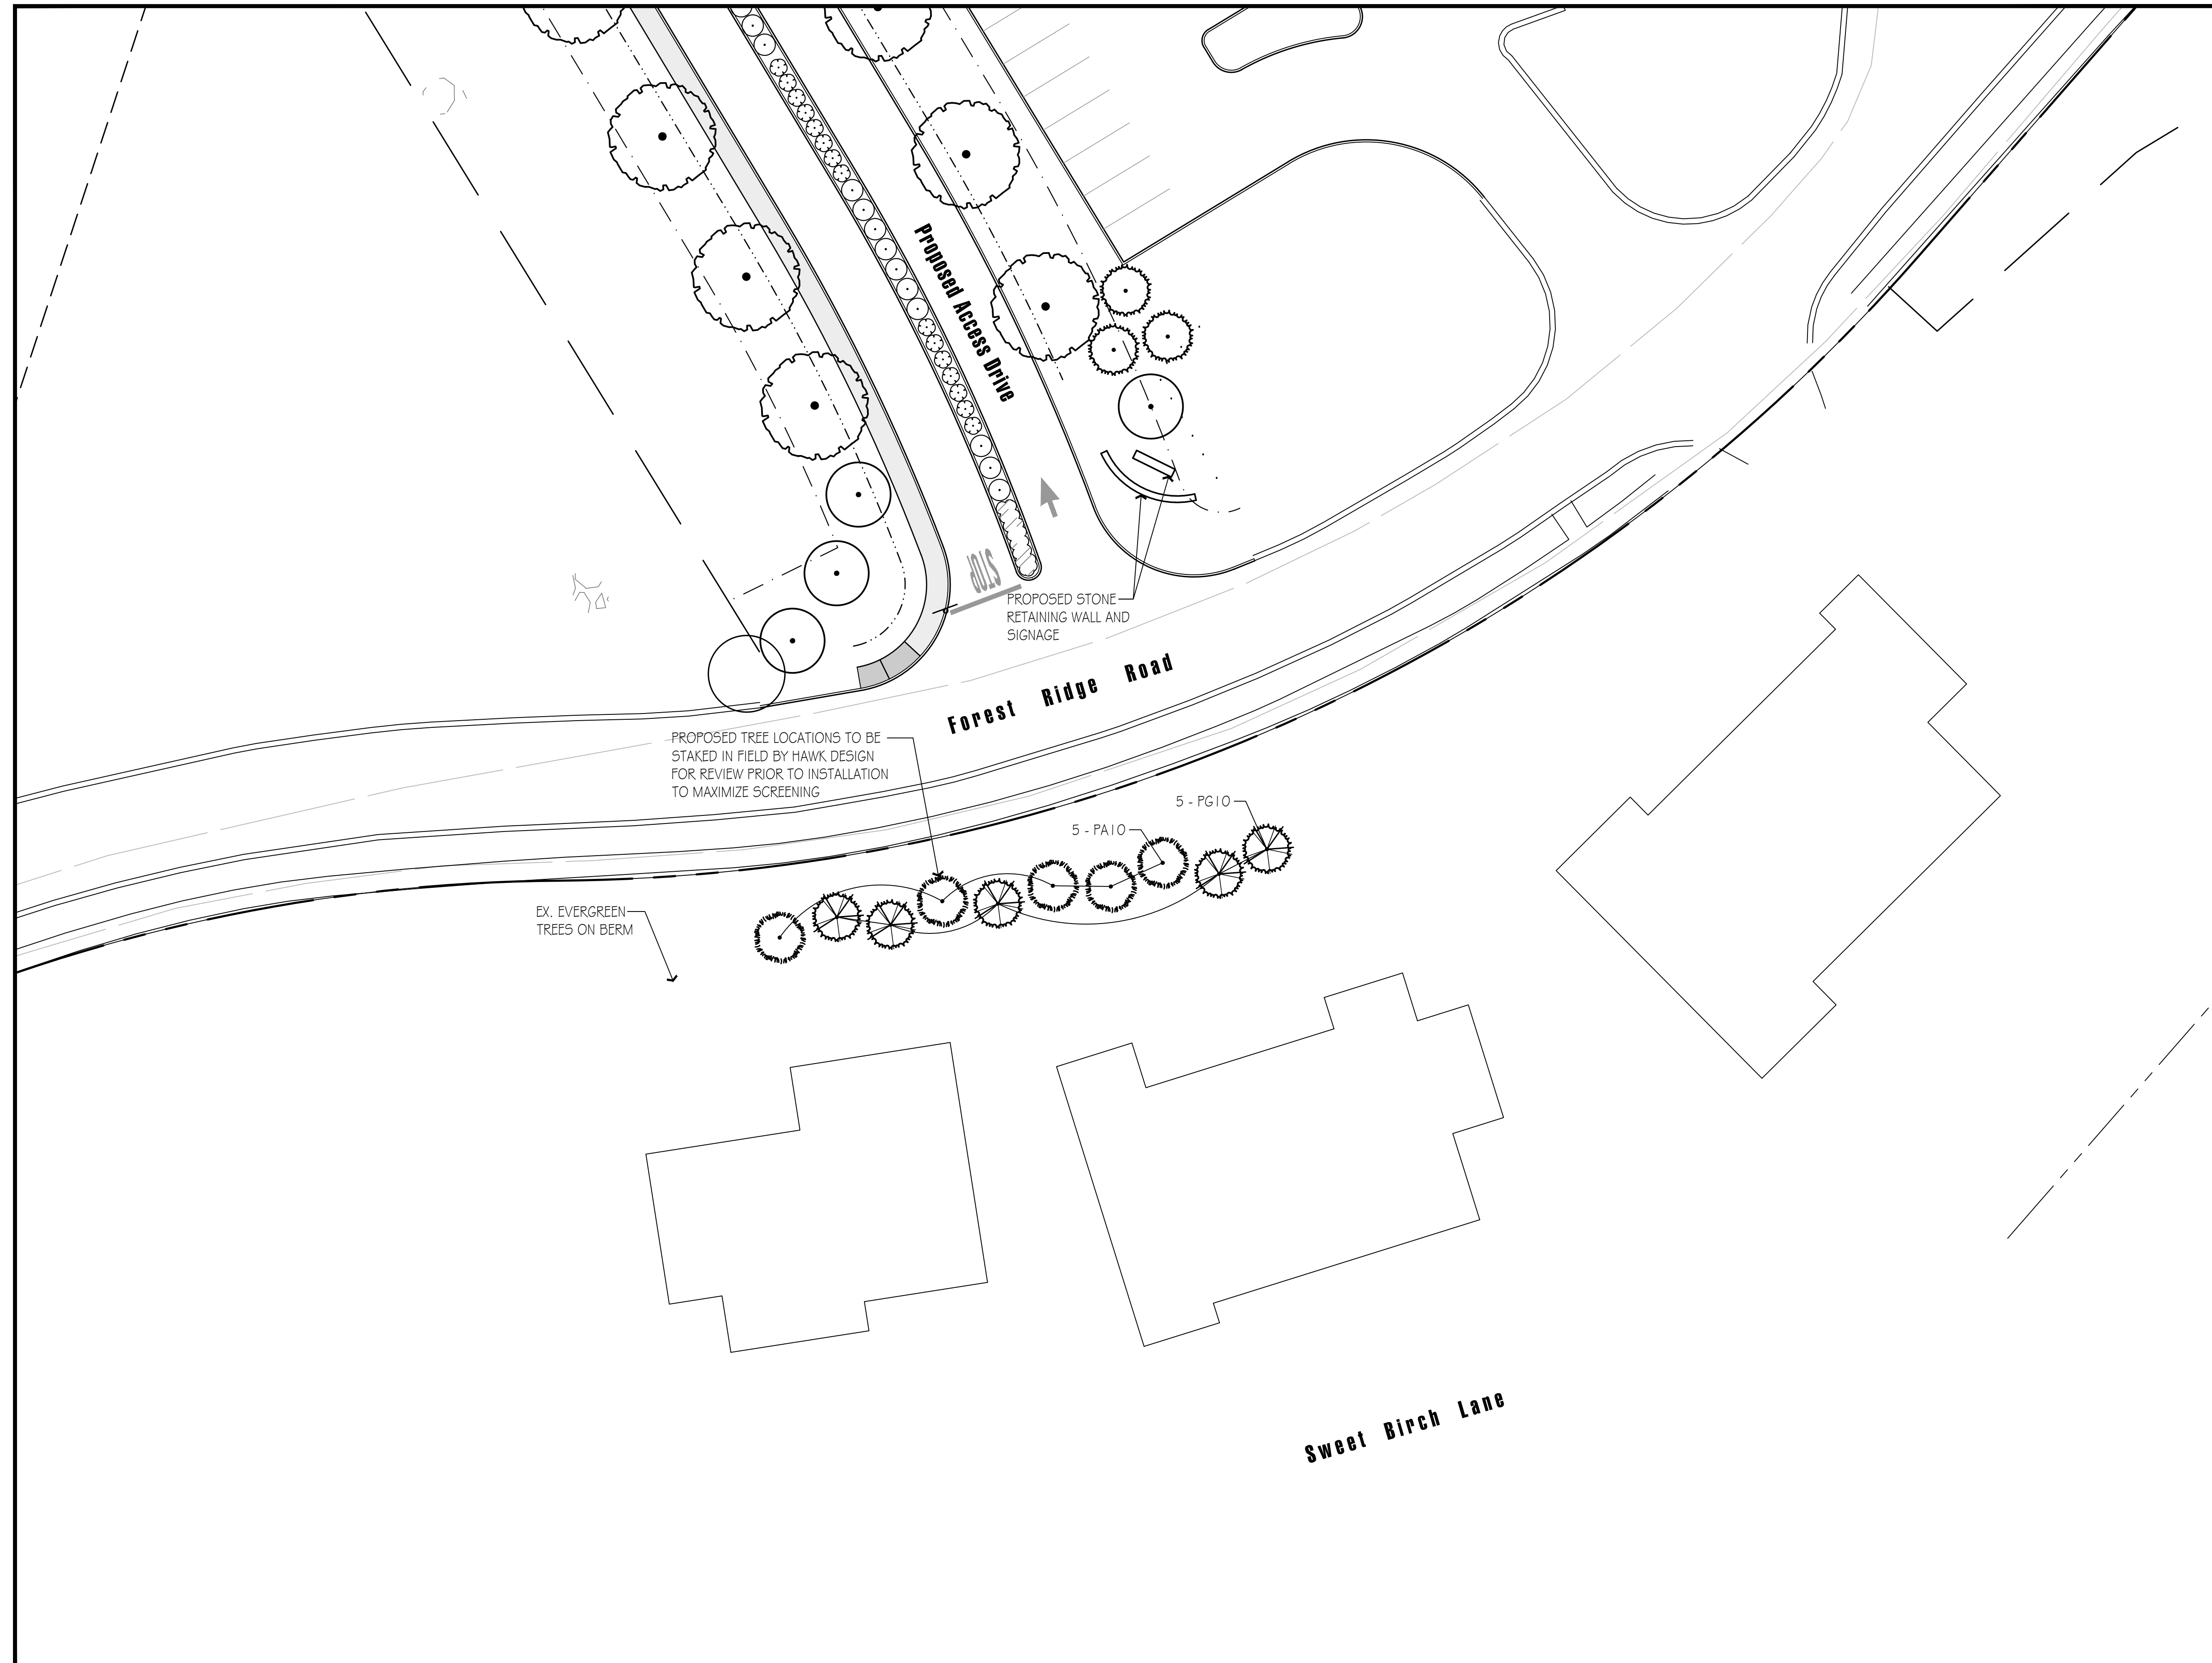 Proposed Access Drive
STOP
PROPOSED STONE
RETAINING WALL AND
SIGNAGE
Forest Ridge Road
PROPOSED TREE LOCATIONS TO BE
STAKED IN FIELD BY HAWK DESIGN
FOR REVIEW PRIOR TO INSTALLATION
TO MAXIMIZE SCREENING
5 - PG10
5 - PA10
EX. EVERGREEN
TREES ON BERM
Sweet Birch Lane